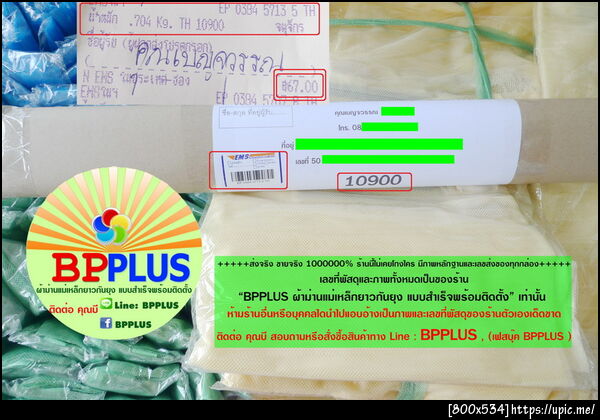 EP 0384 5713 5 TH
น้ำหนัก .704 Kg. TH 10900
จตุจักร
ชื่อผู้รับ
คุณเบญจวรรณ
฿67.00
EP 0384 TH
คุณเบญจวรรณ
โทร. 08
ที่อยู่
เลขที่ 50
EMS
10900
BPPLUS
ผ้าม่านแม่เหล็กยาวกันยุง แบบสำเร็จพร้อมติดตั้ง
ติดต่อ คุณบี Line: BPPLUS
BPPLUS
+++++ส่งจริง ขายจริง 1000000% ร้านนี้ไม่เคยโกงใคร มีภาพหลักฐานและเลขส่งของทุกกล่อง+++++
เลขที่พัสดุและภาพทั้งหมดเป็นของร้าน
“BPPLUS ผ้าม่านแม่เหล็กยาวกันยุง แบบสำเร็จพร้อมติดตั้ง” เท่านั้น
ห้ามร้านอื่นหรือบุคคลใดนำไปแอบอ้างเป็นภาพและเลขที่พัสดุของร้านตัวเองเด็ดขาด
ติดต่อ คุณบี สอบถามหรือสั่งซื้อสินค้าทาง Line : BPPLUS , (เฟสบุ้ค BPPLUS )
[800x534]https://upic.me/